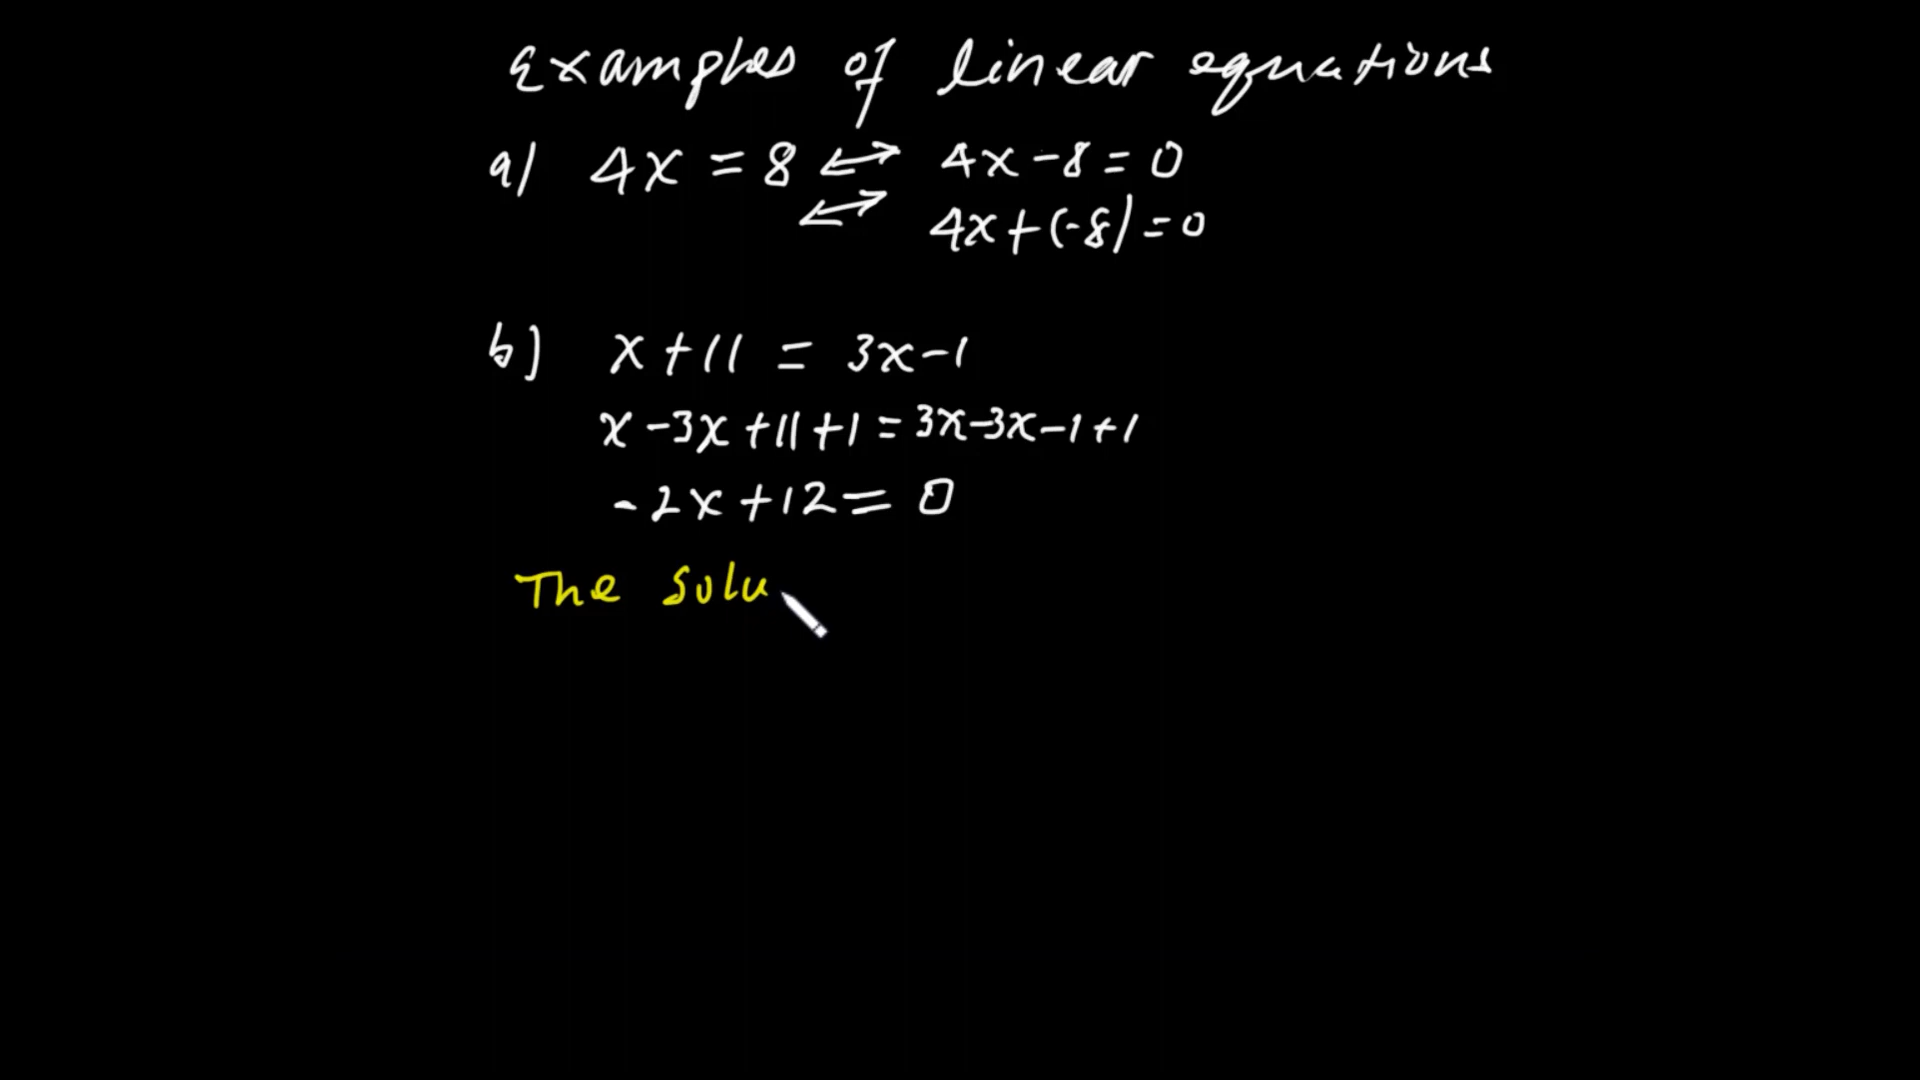 Examples of linear equations
a) 4x = 8 ↔ 4x - 8 = 0
↔ 4x + (-8) = 0
b) x + 11 = 3x - 1
x - 3x + 11 + 1 = 3x - 3x - 1 + 1
-2x + 12 = 0
The Solu